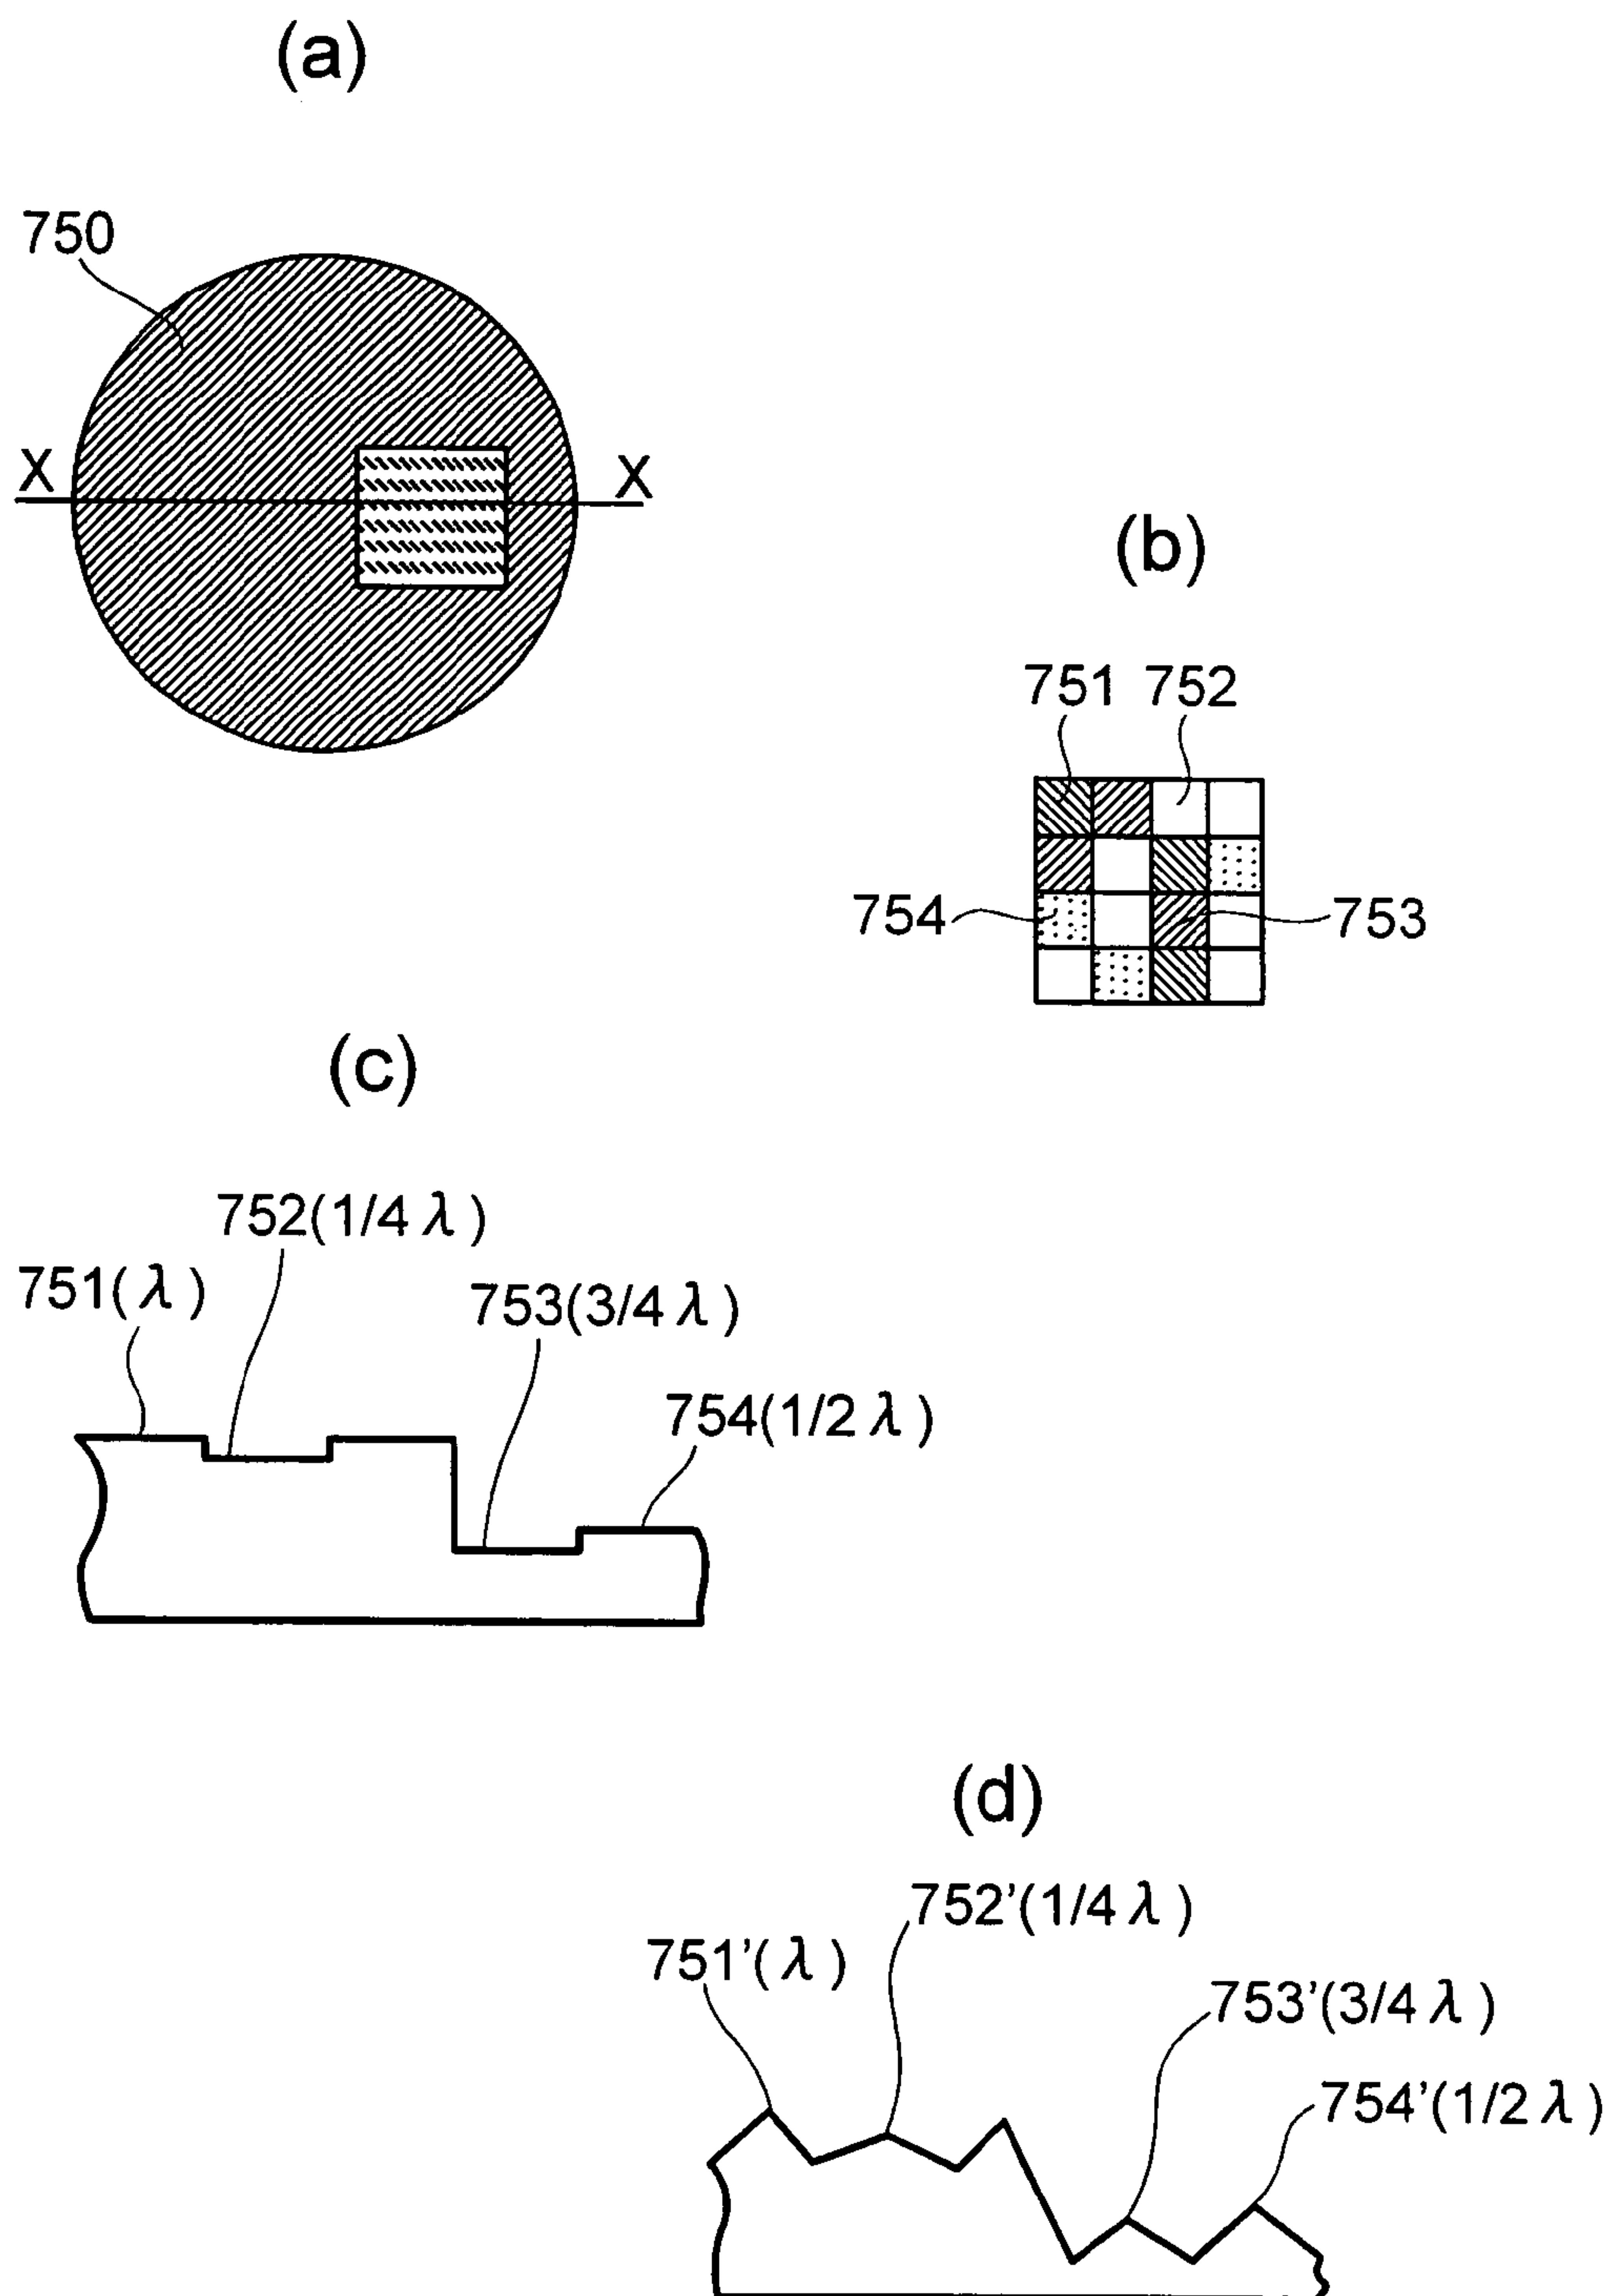 (a)
750
X X
(b)
751 752
754 753
(c)
752(1/4 λ)
751(λ)
753(3/4 λ)
754(1/2 λ)
(d)
752’(1/4 λ)
751’(λ)
753’(3/4 λ)
754’(1/2 λ)